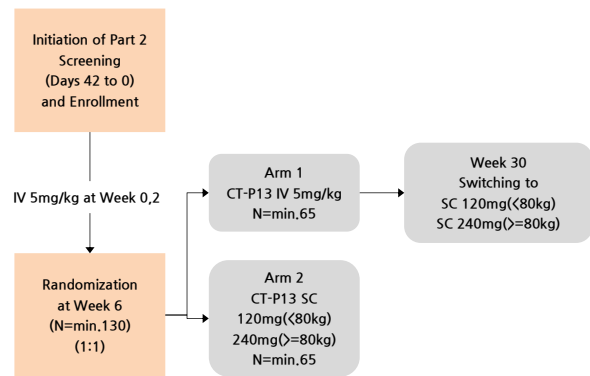 Initiation of Part 2
Screening
(Days 42 to 0)
and Enrollment
IV 5mg/kg at Week 0,2
Randomization
at Week 6
(N=min.130)
(1:1)
Arm 1
CT-P13 IV 5mg/kg
N=min.65
Week 30
Switching to
SC 120mg(<80kg)
SC 240mg(>=80kg)
Arm 2
CT-P13 SC
120mg(<80kg)
240mg(>=80kg)
N=min.65